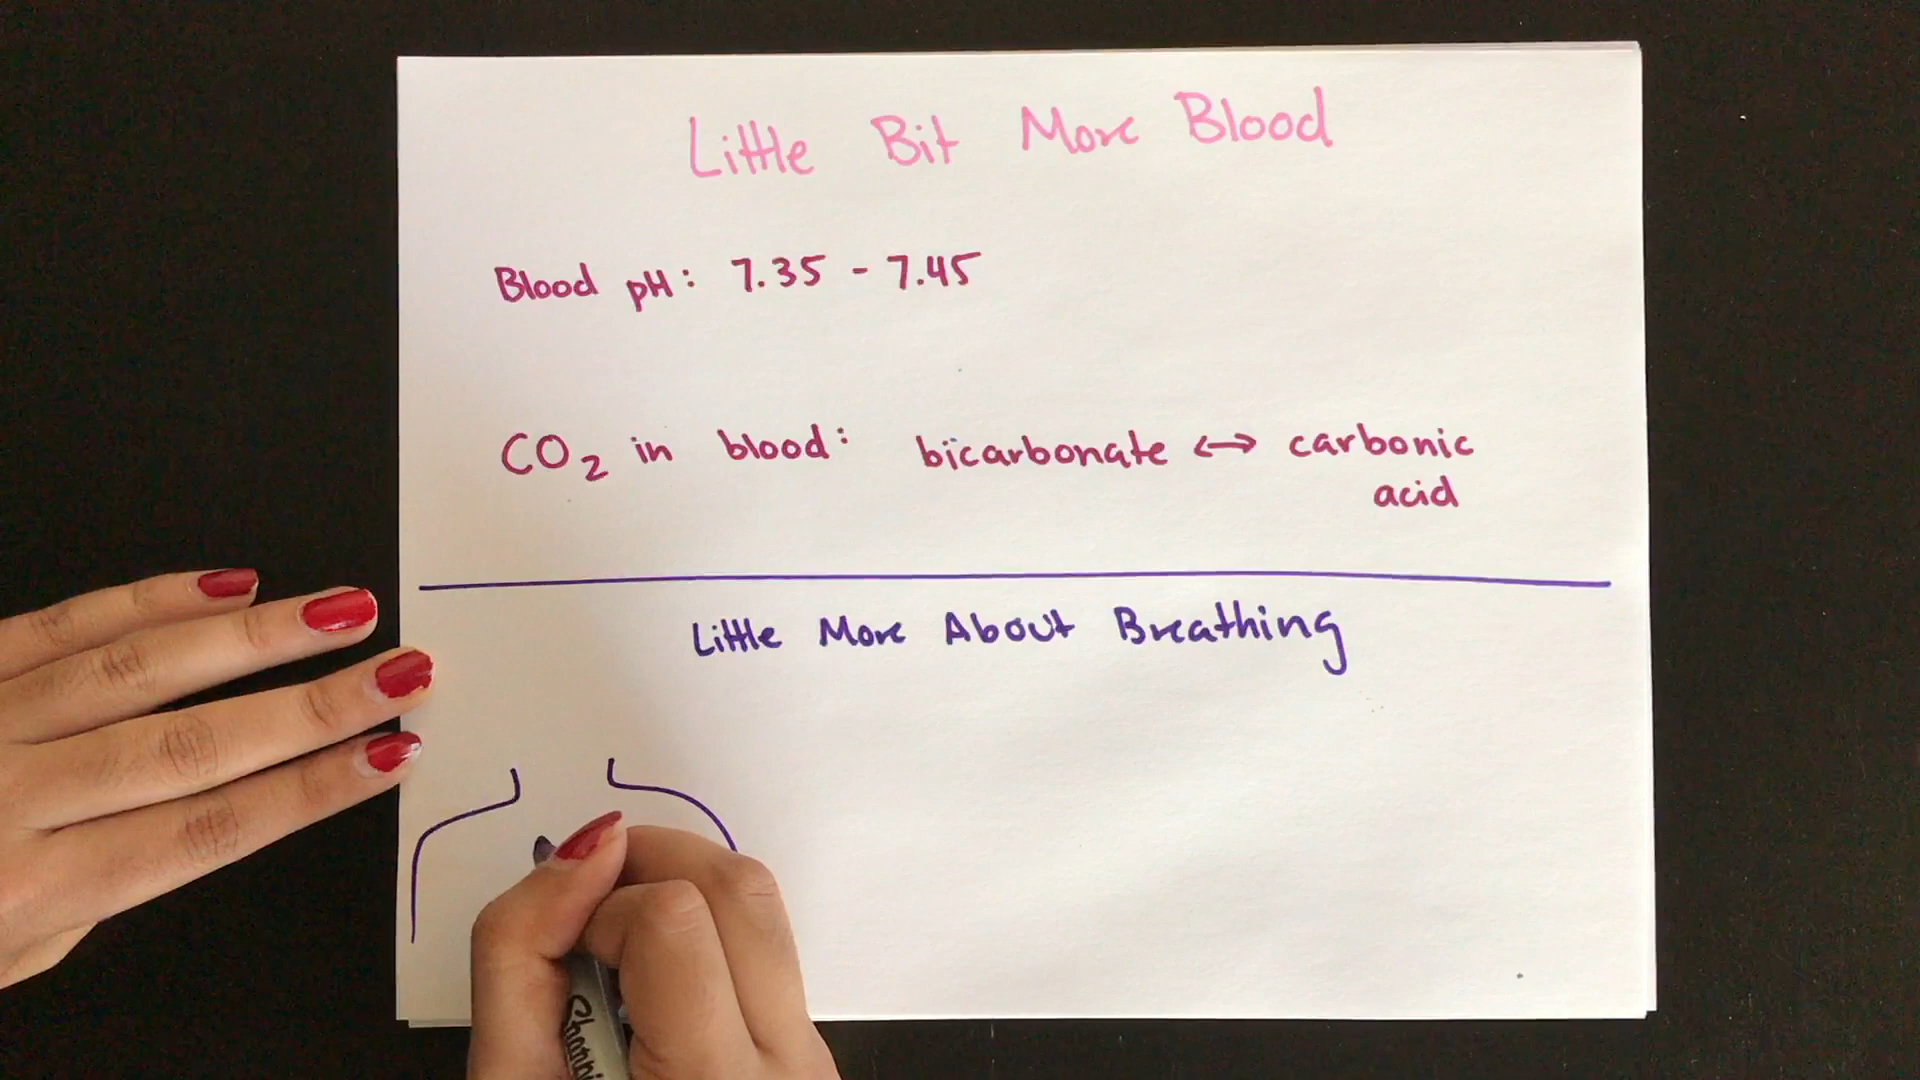 Little Bit More Blood
Blood pH: 7.35 - 7.45
CO2 in blood: bicarbonate ↔ carbonic
acid
Little More About Breathing